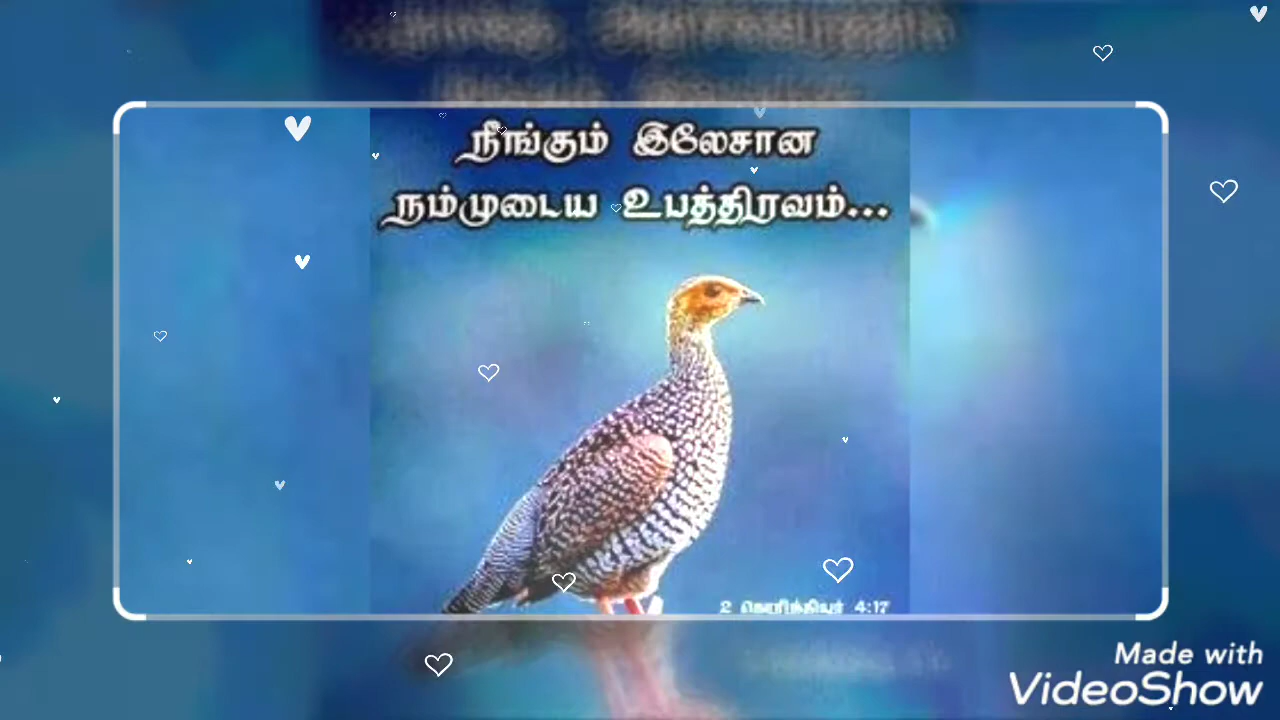 நீங்கும் இலேசான
நம்முடைய உபத்திரவம்...
2 கொரிந்தியர் 4:17
Made with
VideoShow